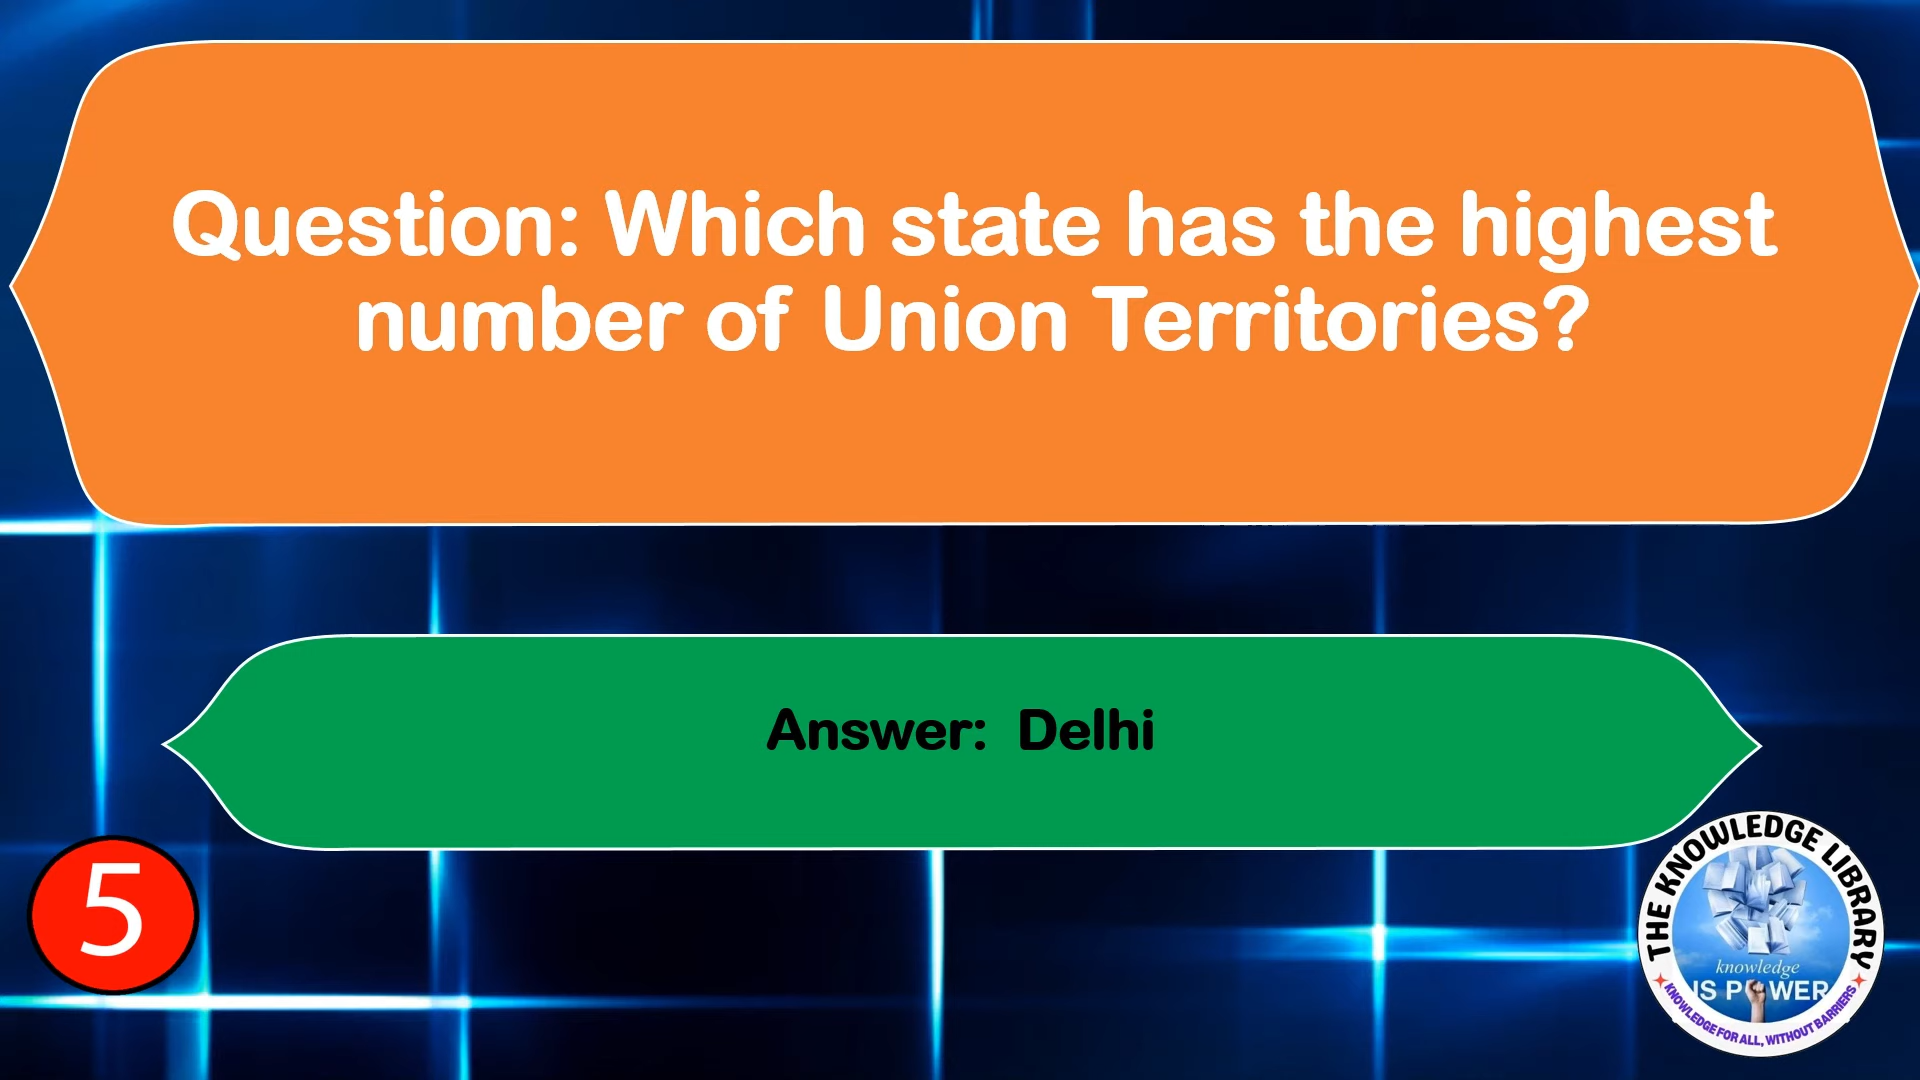 Question: Which state has the highest
number of Union Territories?
Answer: Delhi
5
THE KNOWLEDGE LIBRARY
knowledge
IS POWER
KNOWLEDGE FOR ALL, WITHOUT BARRIERS